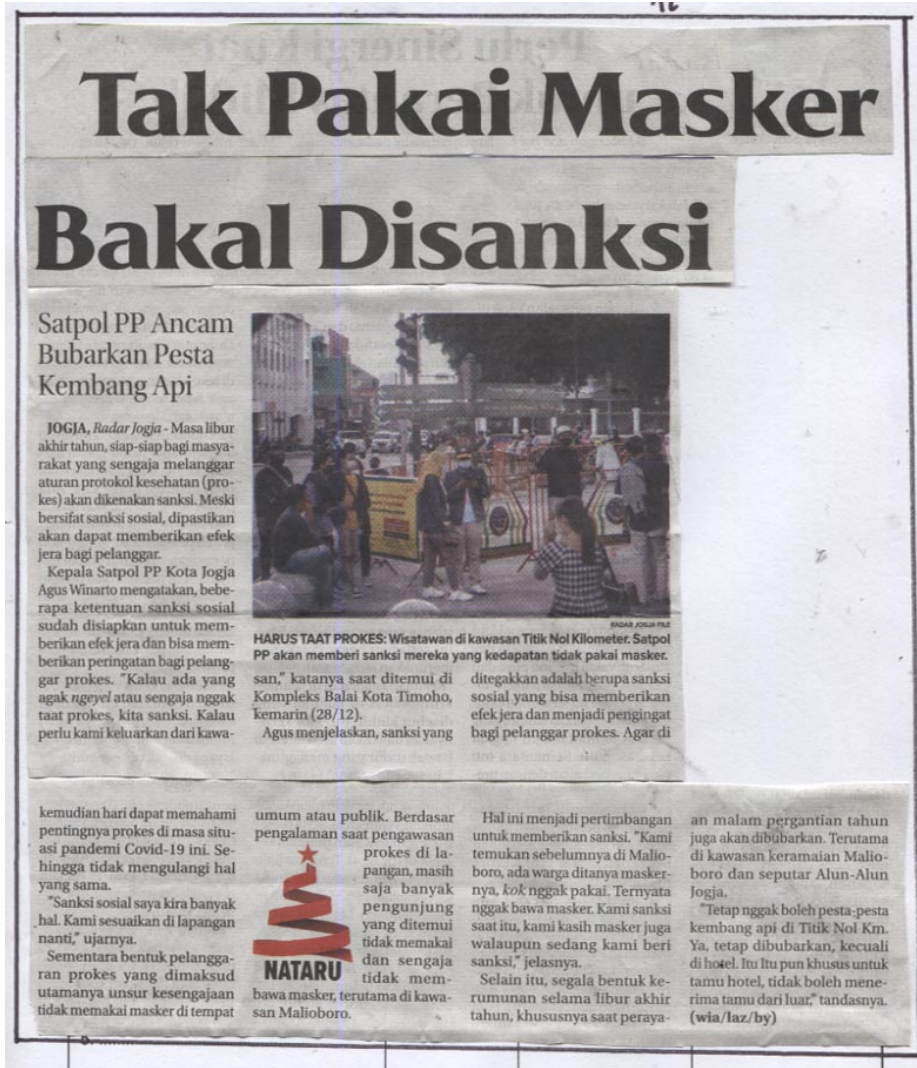 Tak Pakai Masker
Bakal Disanksi
Satpol PP Ancam
Bubarkan Pesta
Kembang Api
JOGJA, Radar Jogja - Masa libur
akhir tahun, siap-siap bagi masya-
rakat yang sengaja melanggar
aturan protokol kesehatan (pro-
kes) akan dikenakan sanksi. Meski
bersifat sanksi sosial, dipastikan
akan dapat memberikan efek
jera bagi pelanggar.
Kepala Satpol PP Kota Jogja
Agus Winarto mengatakan, bebe-
rapa ketentuan sanksi sosial
sudah disiapkan untuk mem-
berikan efek jera dan bisa mem-
berikan peringatan bagi pelang-
gar prokes. "Kalau ada yang
agak ngeyel atau sengaja nggak
taat prokes, kita sanksi. Kalau
perlu kami keluarkan dari kawa-
RADAR JOGJA FILE
HARUS TAAT PROKES: Wisatawan di kawasan Titik Nol Kilometer. Satpol
PP akan memberi sanksi mereka yang kedapatan tidak pakai masker.
san," katanya saat ditemui di
Kompleks Balai Kota Timoho,
kemarin (28/12).
Agus menjelaskan, sanksi yang
ditegakkan adalah berupa sanksi
sosial yang bisa memberikan
efek jera dan menjadi pengingat
bagi pelanggar prokes. Agar di
kemudian hari dapat memahami
pentingnya prokes di masa situ-
asi pandemi Covid-19 ini. Se-
hingga tidak mengulangi hal
yang sama.
"Sanksi sosial saya kira banyak
hal. Kami sesuaikan di lapangan
nanti," ujarnya.
Sementara bentuk pelangga-
ran prokes yang dimaksud
utamanya unsur kesengajaan
tidak memakai masker di tempat
umum atau publik. Berdasar
pengalaman saat pengawasan
prokes di la-
pangan, masih
saja banyak
pengunjung
yang ditemui
tidak memakai
dan sengaja
tidak mem-
bawa masker, terutama di kawa-
san Malioboro.
NATARU
Hal ini menjadi pertimbangan
untuk memberikan sanksi. "Kami
temukan sebelumnya di Malio-
boro, ada warga ditanya masker-
nya, kok nggak pakai. Ternyata
nggak bawa masker. Kami sanksi
saat itu, kami kasih masker juga
walaupun sedang kami beri
sanksi," jelasnya.
Selain itu, segala bentuk ke-
rumunan selama libur akhir
tahun, khususnya saat peraya-
an malam pergantian tahun
juga akan dibubarkan. Terutama
di kawasan keramaian Malio-
boro dan seputar Alun-Alun
Jogja.
"Tetap nggak boleh pesta-pesta
kembang api di Titik Nol Km.
Ya, tetap dibubarkan, kecuali
di hotel. Itu Itu pun khusus untuk
tamu hotel, tidak boleh mene-
rima tamu dari luar," tandasnya.
(wia/laz/by)